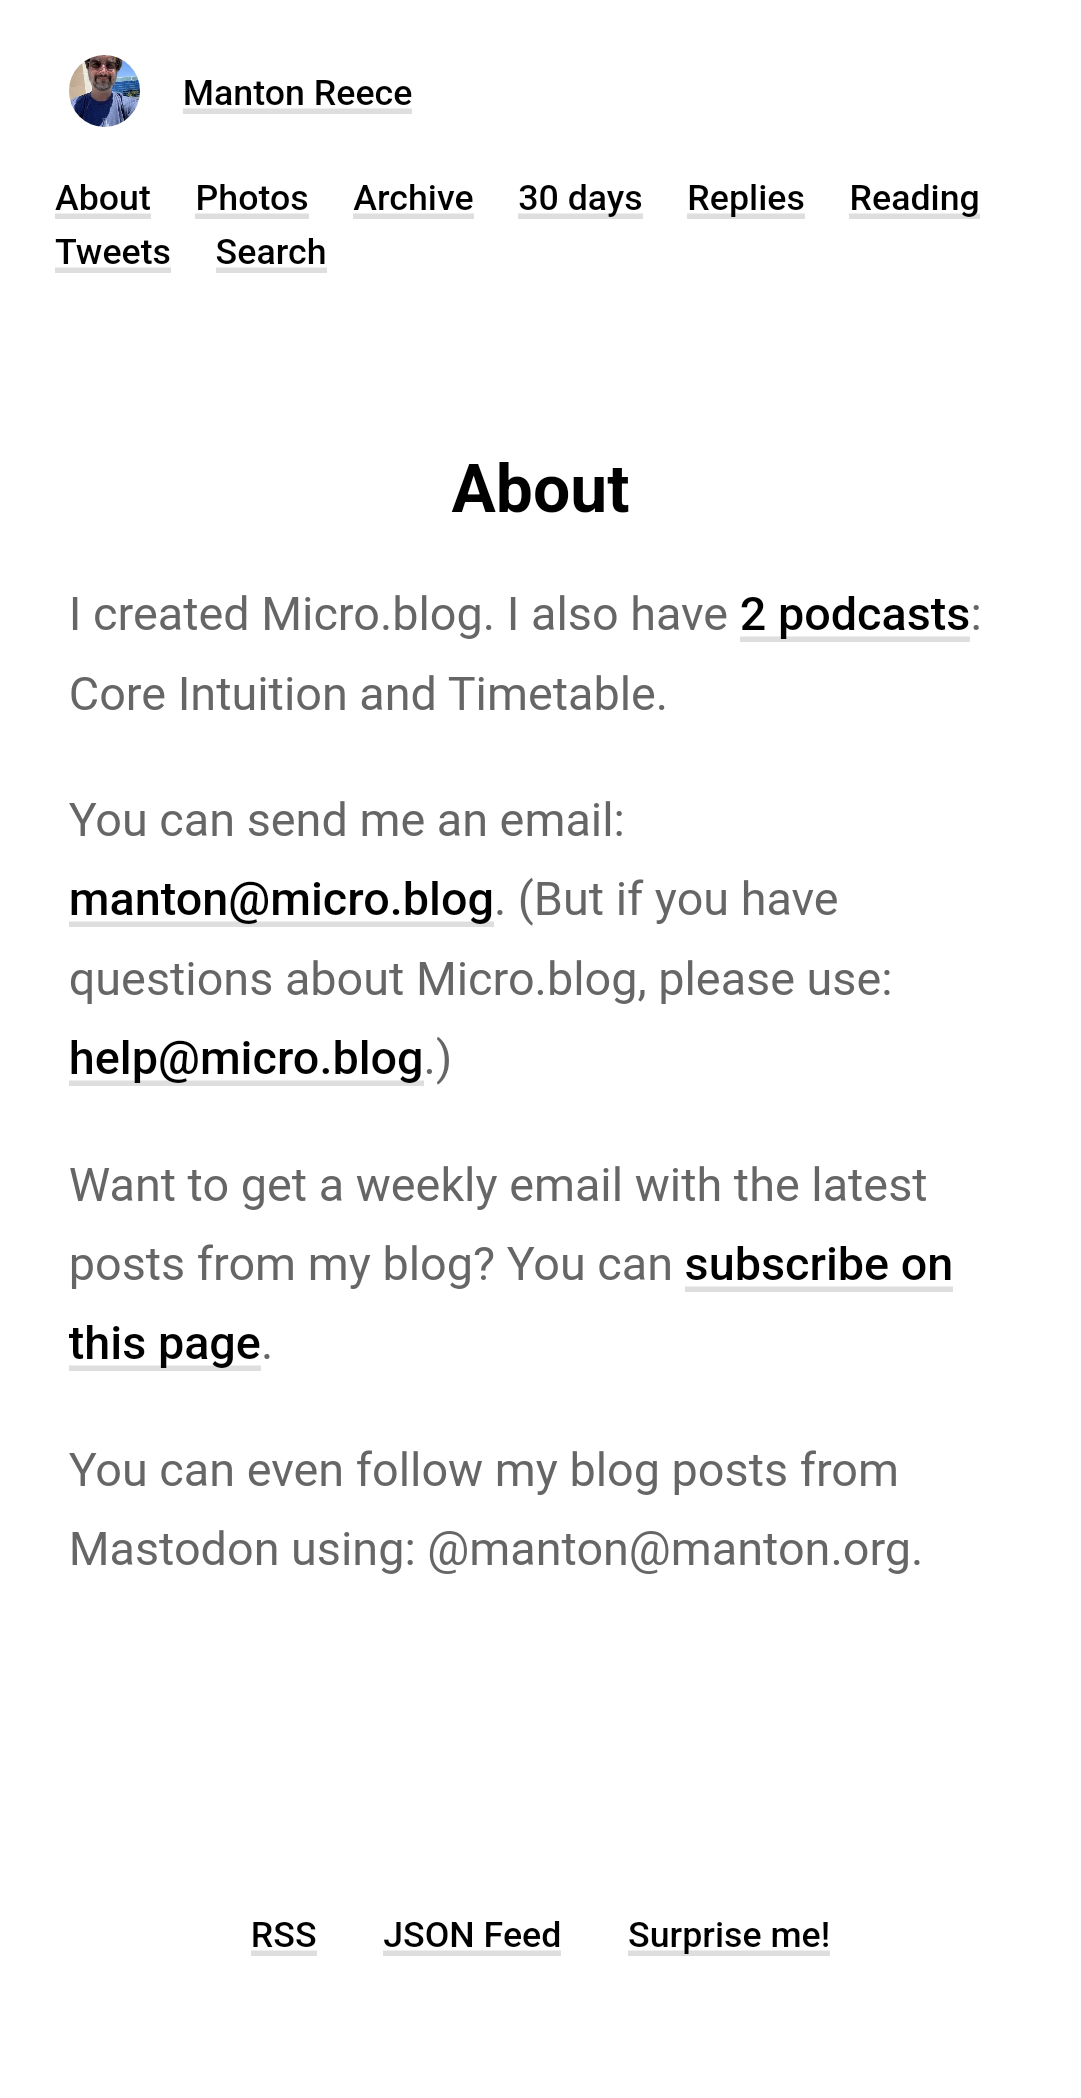 Manton Reece
About Photos Archive 30 days Replies Reading
Tweets Search
About
I created Micro.blog. I also have 2 podcasts:
Core Intuition and Timetable.
You can send me an email:
manton@micro.blog. (But if you have
questions about Micro.blog, please use:
help@micro.blog.)
Want to get a weekly email with the latest
posts from my blog? You can subscribe on
this page.
You can even follow my blog posts from
Mastodon using: @manton@manton.org.
RSS JSON Feed Surprise me!